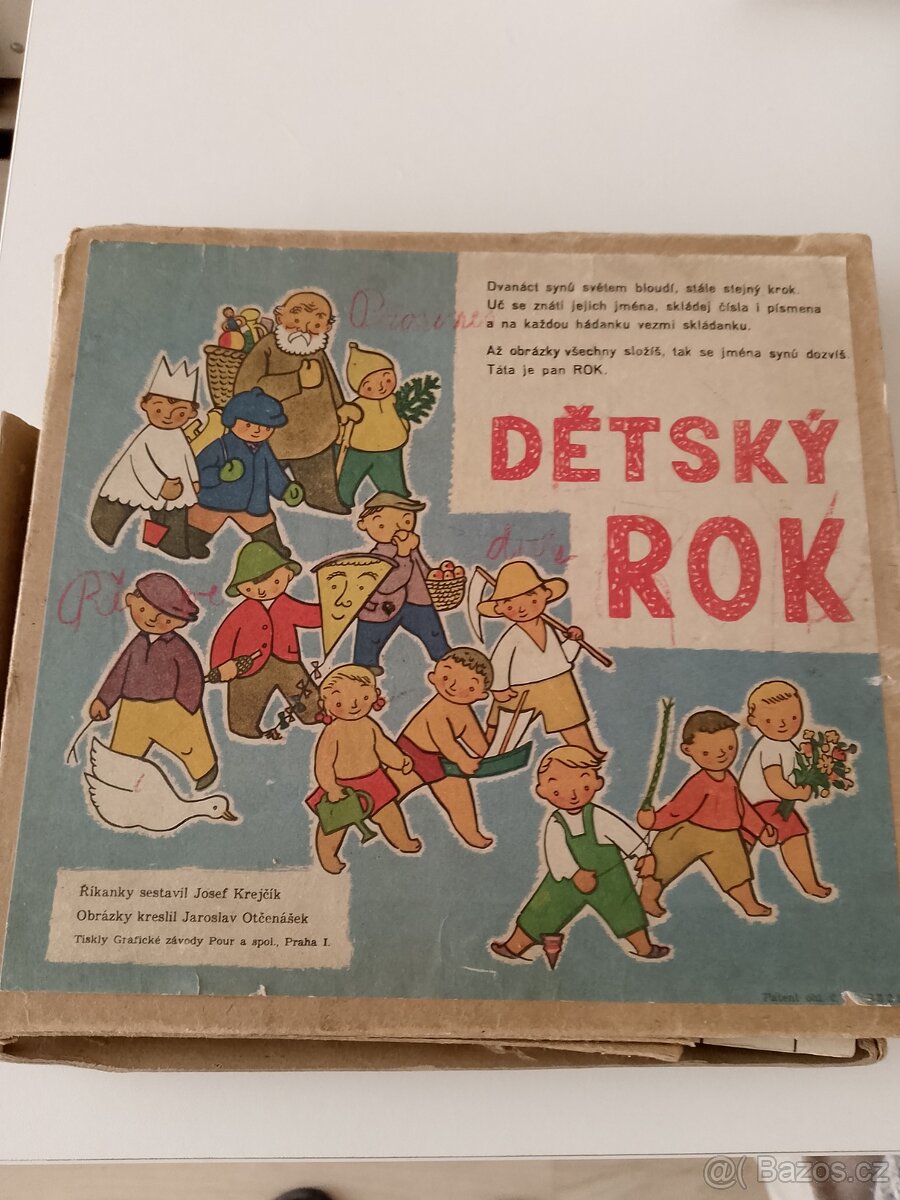 Dvanáct synů světem bloudí, stále stejný krok.
Uč se znáti jejich jména, skládej čísla i písmena
a na každou hádanku vezmi skládanku.
Až obrázky všechny složíš, tak se jména synů dozvíš.
Táta je pan ROK.
DĚTSKÝ
ROK
Říkanky sestavil Josef Krejčík
Obrázky kreslil Jaroslav Otčenášek
Tiskly Grafické závody Pour a spol., Praha I.
Patent ohl. č.
@ Bazos.cz